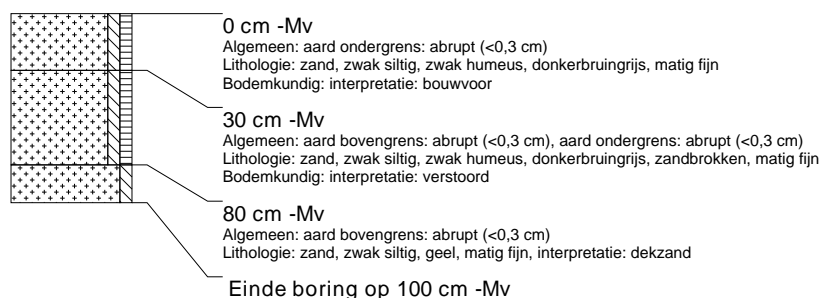 0 cm -Mv
Algemeen: aard ondergrens: abrupt (<0,3 cm)
Lithologie: zand, zwak siltig, zwak humeus, donkerbruingrijs, matig fijn
Bodemkundig: interpretatie: bouwvoor
30 cm -Mv
Algemeen: aard bovengrens: abrupt (<0,3 cm), aard ondergrens: abrupt (<0,3 cm)
Lithologie: zand, zwak siltig, zwak humeus, donkerbruingrijs, zandbrokken, matig fijn
Bodemkundig: interpretatie: verstoord
80 cm -Mv
Algemeen: aard bovengrens: abrupt (<0,3 cm)
Lithologie: zand, zwak siltig, geel, matig fijn, interpretatie: dekzand
Einde boring op 100 cm -Mv